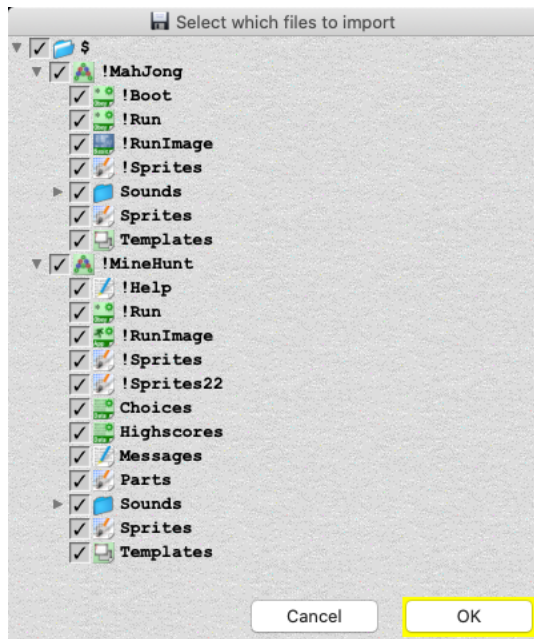 Select which files to import
$
!MahJong
!Boot
!Run
!RunImage
!Sprites
Sounds
Sprites
Templates
!MineHunt
!Help
!Run
!RunImage
!Sprites
!Sprites22
Choices
Highscores
Messages
Parts
Sounds
Sprites
Templates
Cancel OK